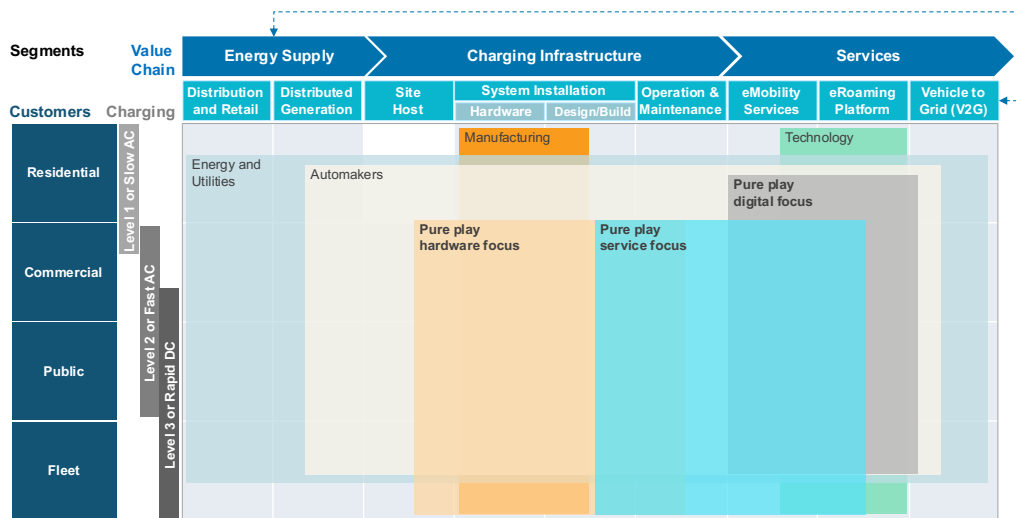 Segments
Value
Chain
Energy Supply
Charging Infrastructure
Services
Customers
Charging
Distribution
and Retail
Distributed
Generation
Site
Host
System Installation
Hardware
Design/Build
Operation &
Maintenance
eMobility
Services
eRoaming
Platform
Vehicle to
Grid (V2G)
Residential
Commercial
Public
Fleet
Level 1 or Slow AC
Level 2 or Fast AC
Level 3 or Rapid DC
Manufacturing
Technology
Energy and
Utilities
Automakers
Pure play
digital focus
Pure play
hardware focus
Pure play
service focus